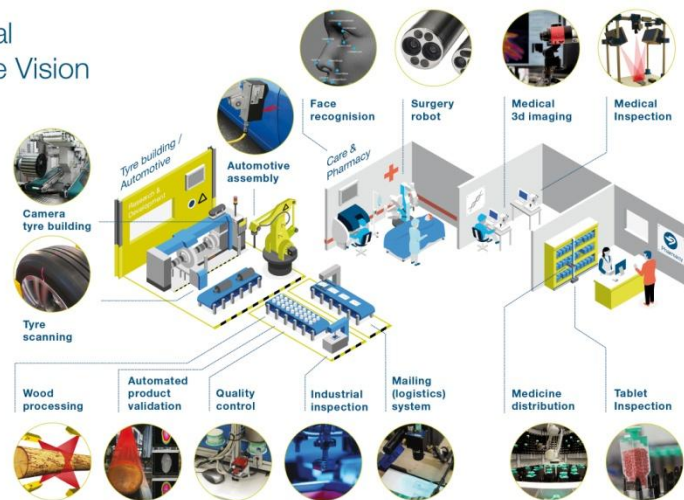 al
e Vision
Face
recognision
Surgery
robot
Medical
3d imaging
Medical
Inspection
Tyre building /
Automotive
Automotive
assembly
Care &
Pharmacy
Research &
Development
Camera
tyre building
Tyre
scanning
Pharmacy
Wood
processing
Automated
product
validation
Quality
control
Industrial
inspection
Mailing
(logistics)
system
Medicine
distribution
Tablet
Inspection